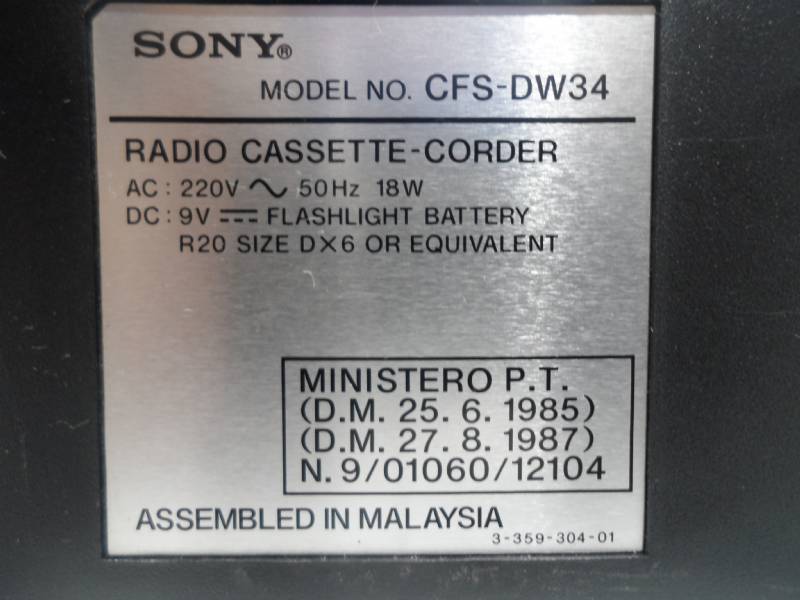 SONY®
MODEL NO. CFS-DW34
RADIO CASSETTE-CORDER
AC: 220V ∿ 50Hz 18W
DC: 9V ⎓ FLASHLIGHT BATTERY
R20 SIZE D×6 OR EQUIVALENT
MINISTERO P.T.
(D.M. 25. 6. 1985)
(D.M. 27. 8. 1987)
N. 9/01060/12104
ASSEMBLED IN MALAYSIA
3-359-304-01